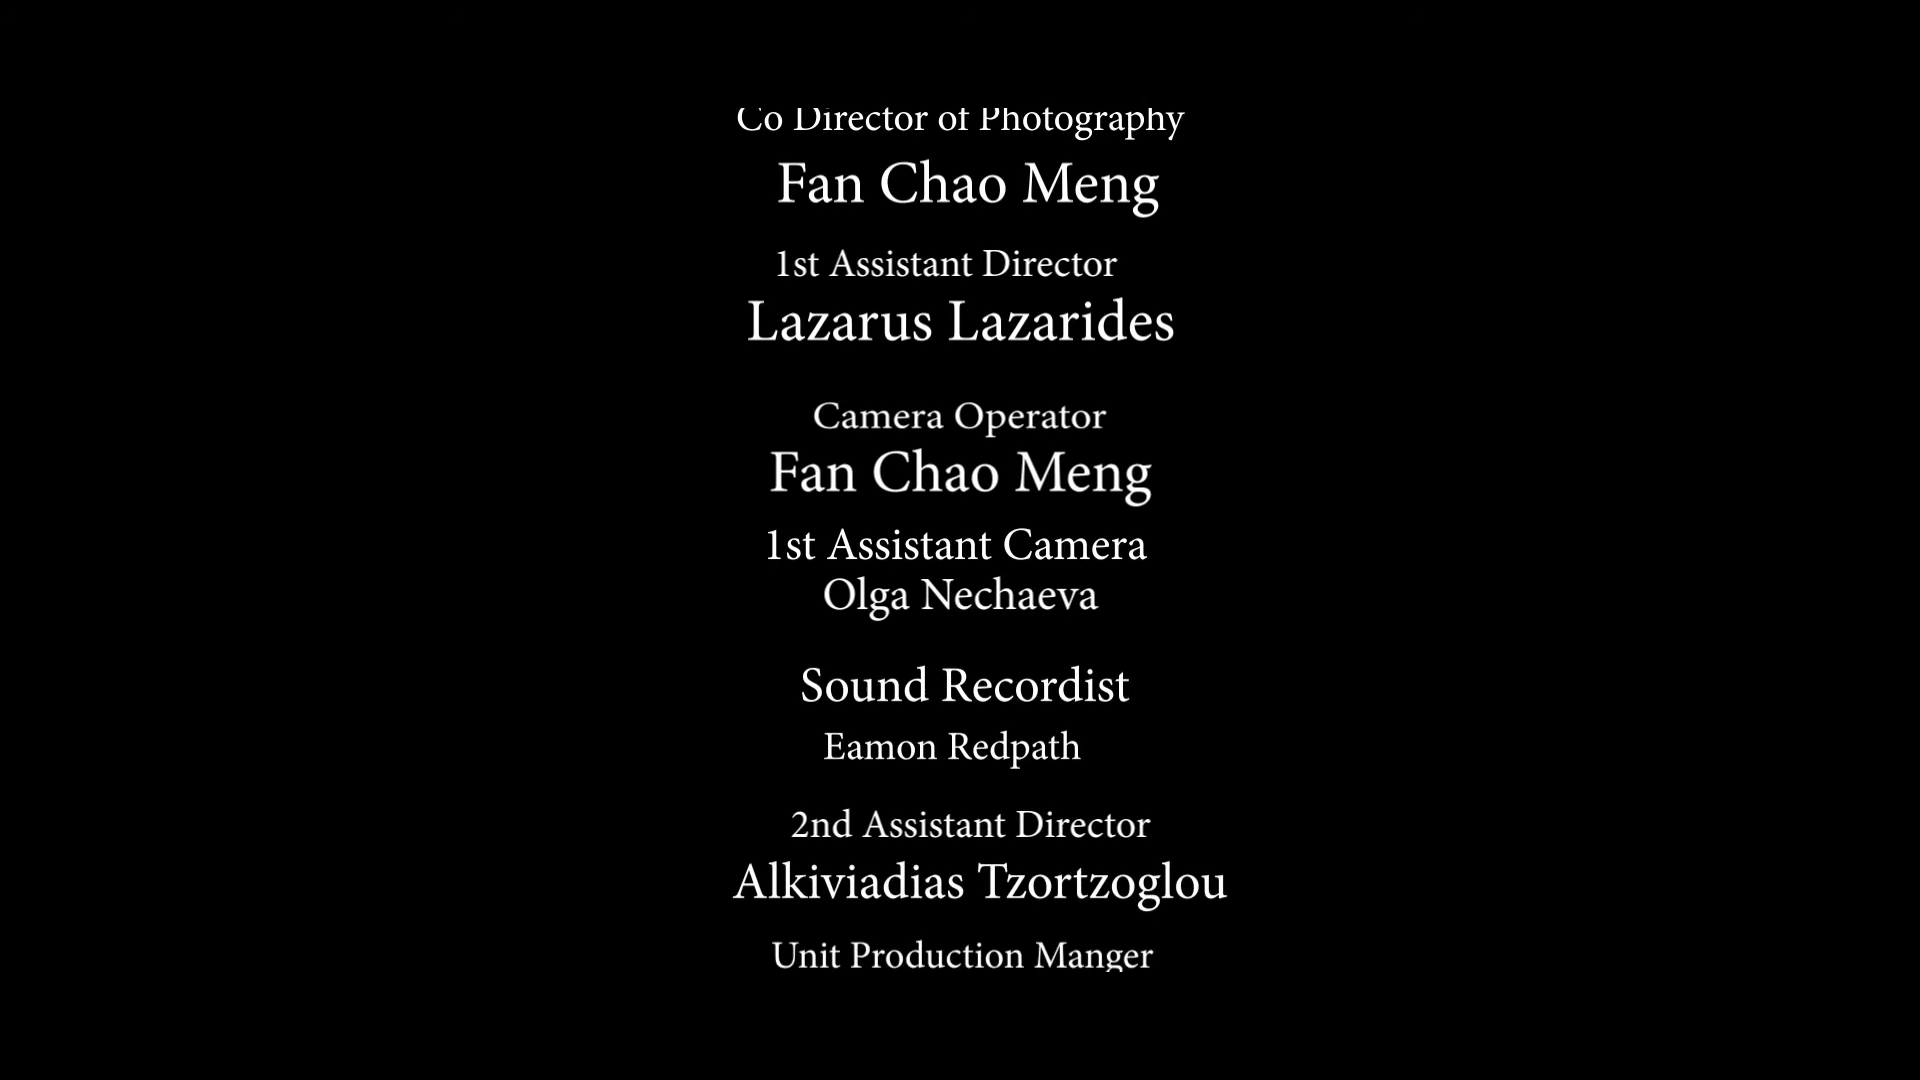 Co Director of Photography
Fan Chao Meng
1st Assistant Director
Lazarus Lazarides
Camera Operator
Fan Chao Meng
1st Assistant Camera
Olga Nechaeva
Sound Recordist
Eamon Redpath
2nd Assistant Director
Alkiviadias Tzortzoglou
Unit Production Manger